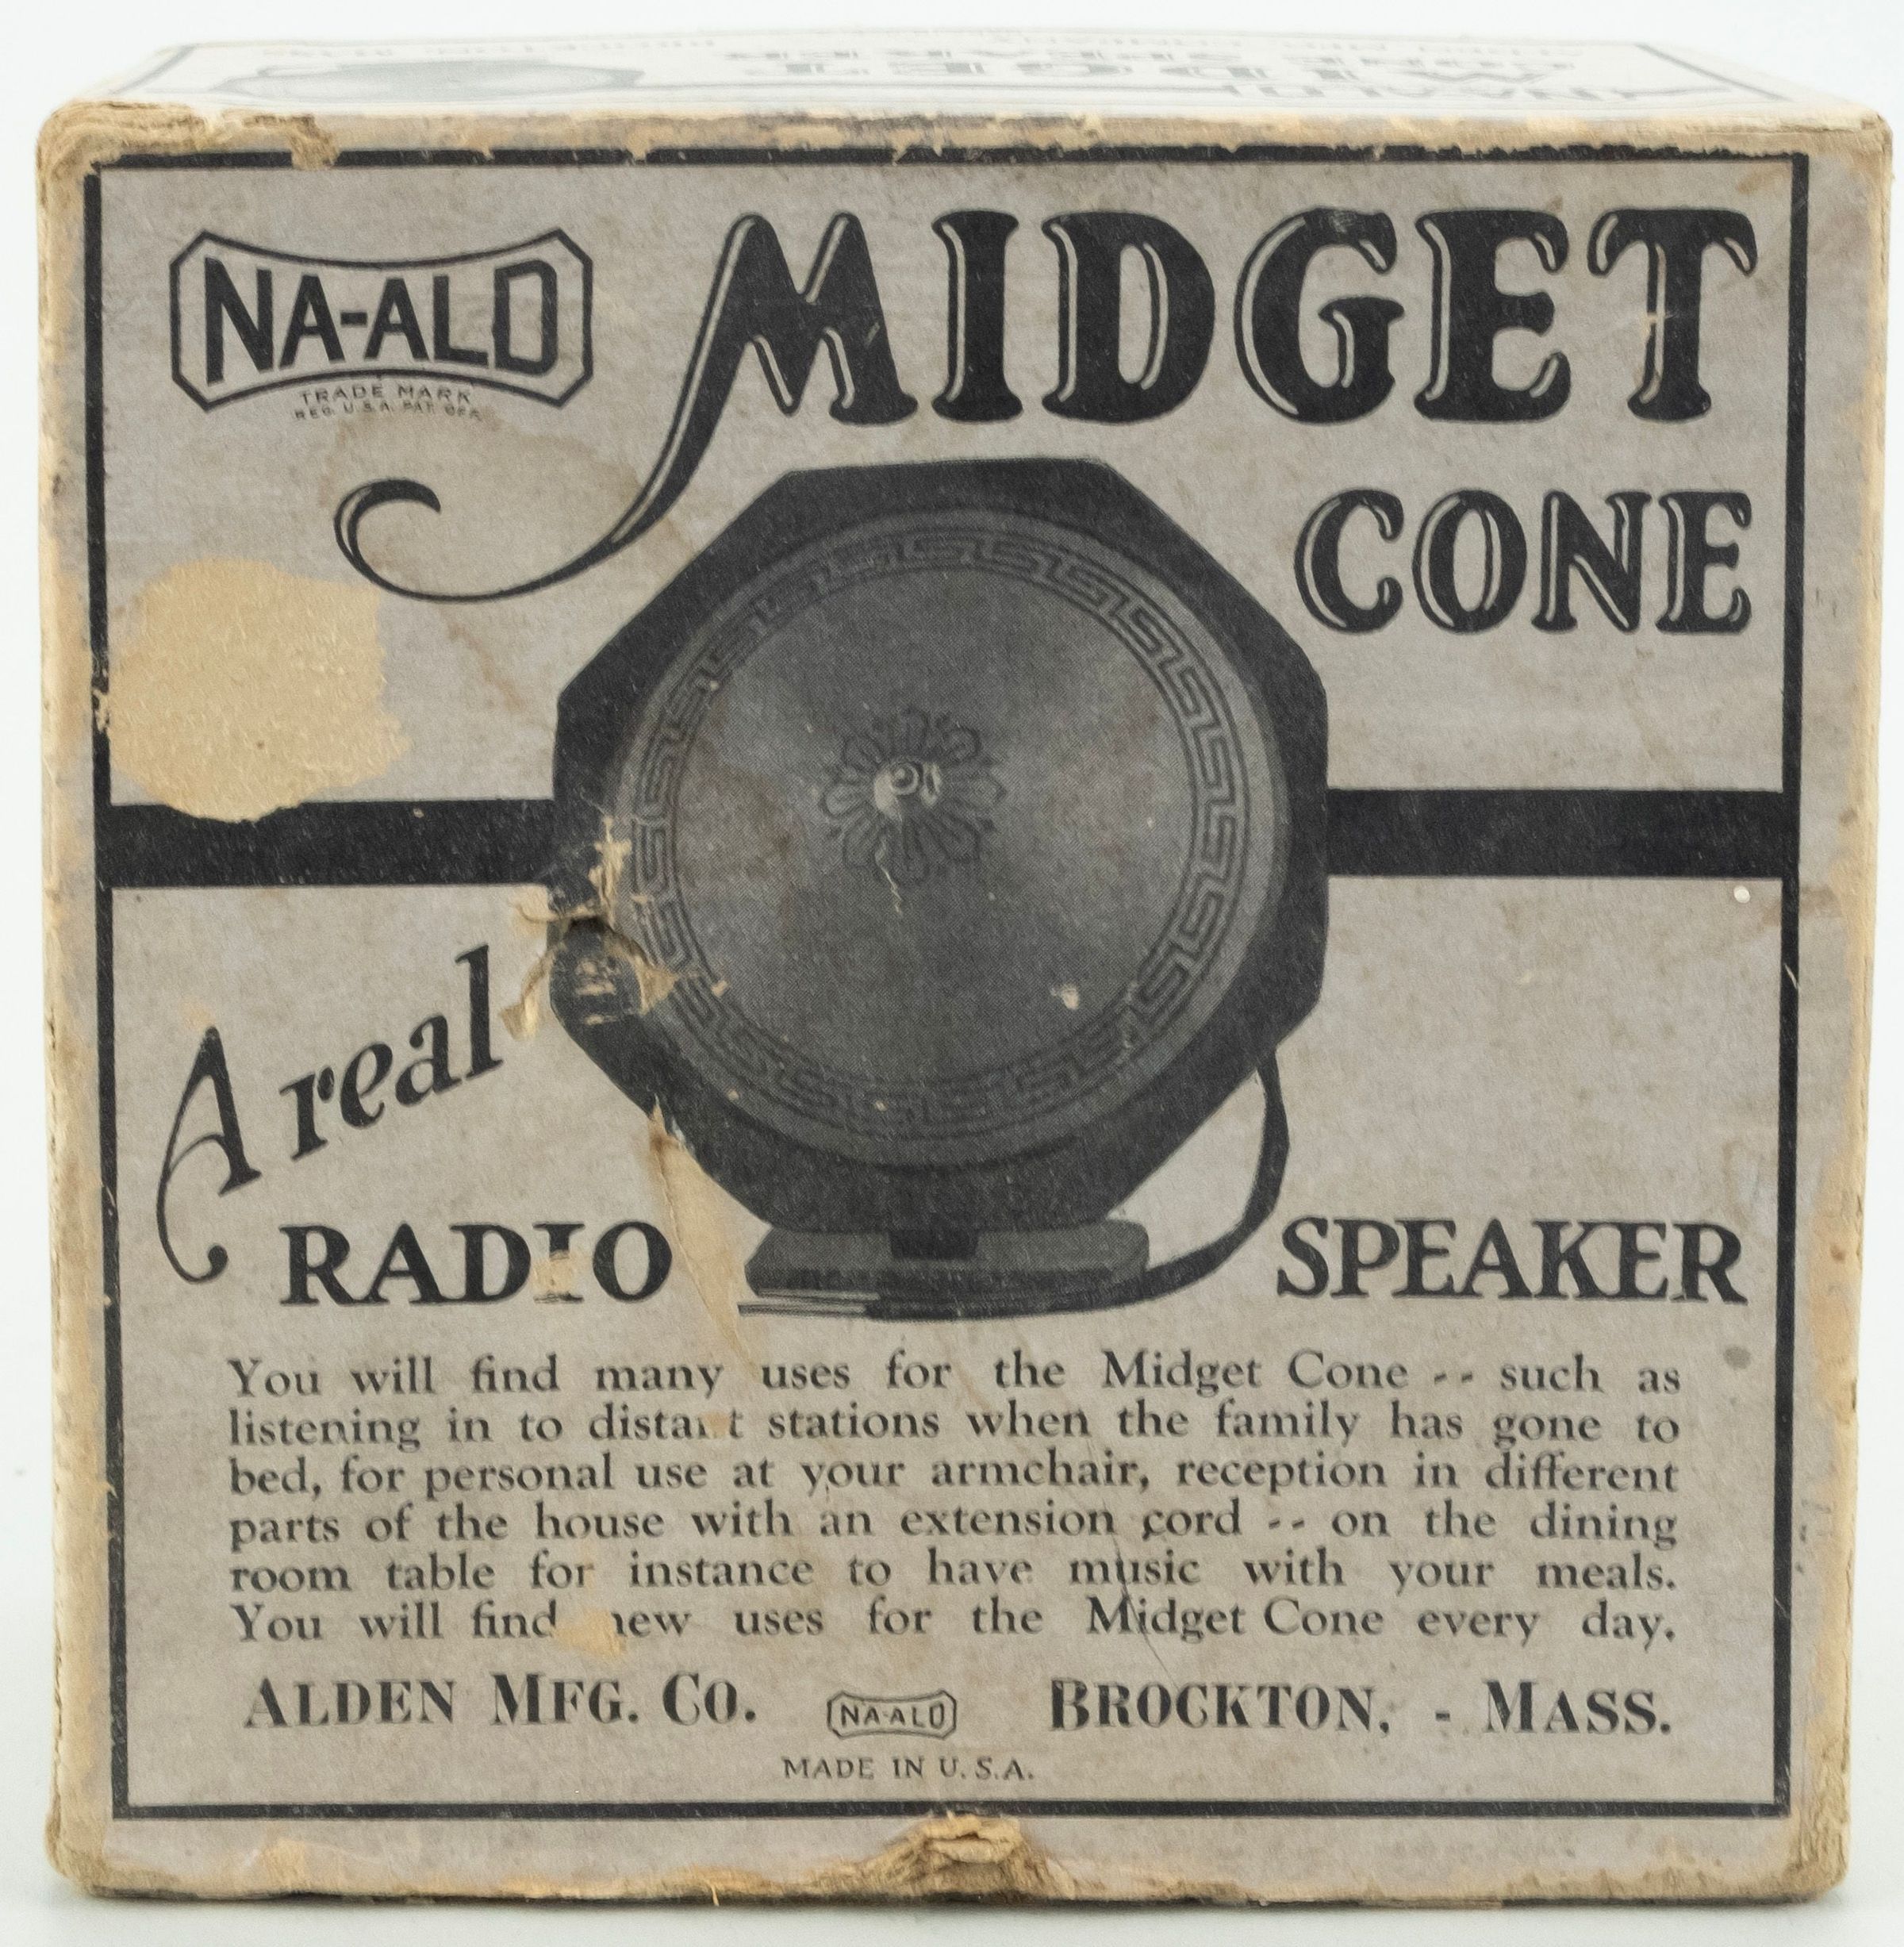 MIDGET
NA-ALD
MIDGET
TRADE MARK
REG. U.S.A. PAT. OFF.
CONE
A real
RADIO SPEAKER
You will find many uses for the Midget Cone -- such as
listening in to distant stations when the family has gone to
bed, for personal use at your armchair, reception in different
parts of the house with an extension cord -- on the dining
room table for instance to have music with your meals.
You will find new uses for the Midget Cone every day.
ALDEN MFG. CO. NA-ALD BROCKTON, - MASS.
MADE IN U.S.A.